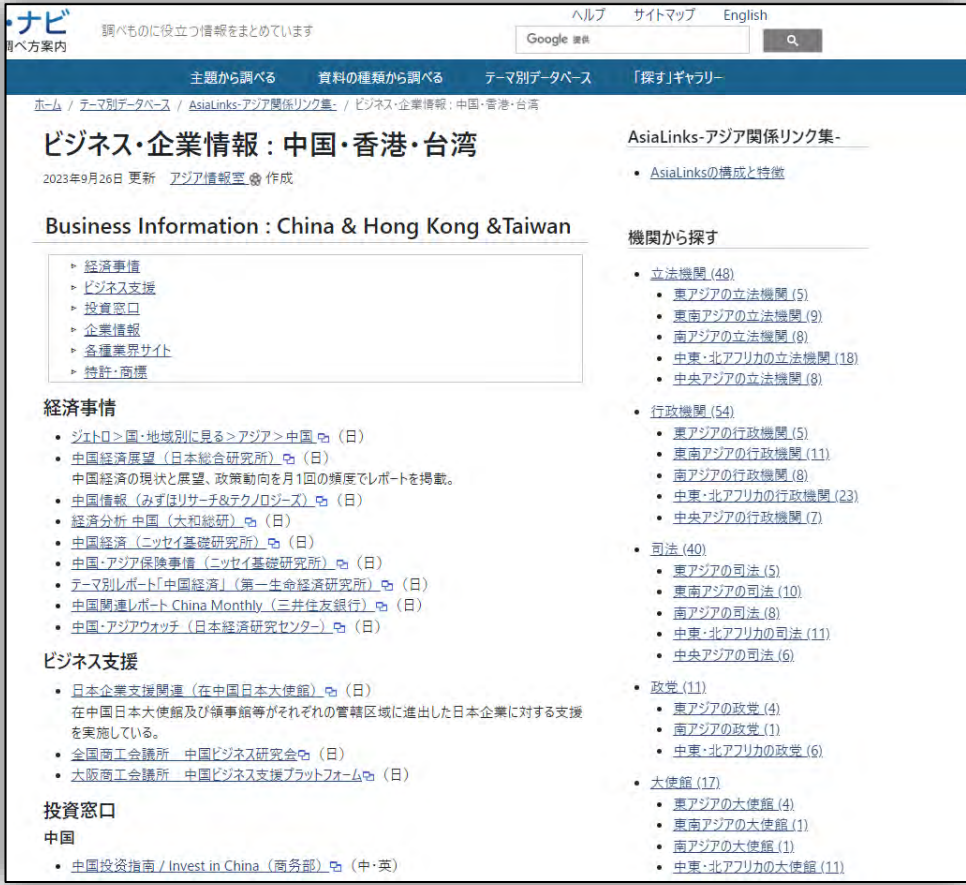 ・ナビ
調べ方案内
調べものに役立つ情報をまとめています
ヘルプ サイトマップ English
Google 提供
主題から調べる 資料の種類から調べる テーマ別データベース 「探す」ギャラリー
ホーム / テーマ別データベース / AsiaLinks-アジア関係リンク集- / ビジネス・企業情報 : 中国・香港・台湾
ビジネス・企業情報 : 中国・香港・台湾
2023年9月26日 更新 アジア情報室 作成
Business Information : China & Hong Kong &Taiwan
経済事情
ビジネス支援
投資窓口
企業情報
各種業界サイト
特許・商標
経済事情
ジェトロ＞国・地域別に見る＞アジア＞中国 （日）
中国経済展望（日本総合研究所） （日）
中国経済の現状と展望、政策動向を月1回の頻度でレポートを掲載。
中国情報（みずほリサーチ&テクノロジーズ） （日）
経済分析 中国（大和総研） （日）
中国経済（ニッセイ基礎研究所） （日）
中国・アジア保険事情（ニッセイ基礎研究所） （日）
テーマ別レポート「中国経済」（第一生命経済研究所） （日）
中国関連レポート China Monthly（三井住友銀行） （日）
中国・アジアウォッチ（日本経済研究センター） （日）
ビジネス支援
日本企業支援関連（在中国日本大使館） （日）
在中国日本大使館及び領事館等がそれぞれの管轄区域に進出した日本企業に対する支援
を実施している。
全国商工会議所 中国ビジネス研究会 （日）
大阪商工会議所 中国ビジネス支援プラットフォーム （日）
投資窓口
中国
中国投资指南 / Invest in China（商务部） （中・英）
AsiaLinks-アジア関係リンク集-
AsiaLinksの構成と特徴
機関から探す
立法機関 (48)
東アジアの立法機関 (5)
東南アジアの立法機関 (9)
南アジアの立法機関 (8)
中東・北アフリカの立法機関 (18)
中央アジアの立法機関 (8)
行政機関 (54)
東アジアの行政機関 (5)
東南アジアの行政機関 (11)
南アジアの行政機関 (8)
中東・北アフリカの行政機関 (23)
中央アジアの行政機関 (7)
司法 (40)
東アジアの司法 (5)
東南アジアの司法 (10)
南アジアの司法 (8)
中東・北アフリカの司法 (11)
中央アジアの司法 (6)
政党 (11)
東アジアの政党 (4)
南アジアの政党 (1)
中東・北アフリカの政党 (6)
大使館 (17)
東アジアの大使館 (4)
東南アジアの大使館 (1)
南アジアの大使館 (1)
中東・北アフリカの大使館 (11)